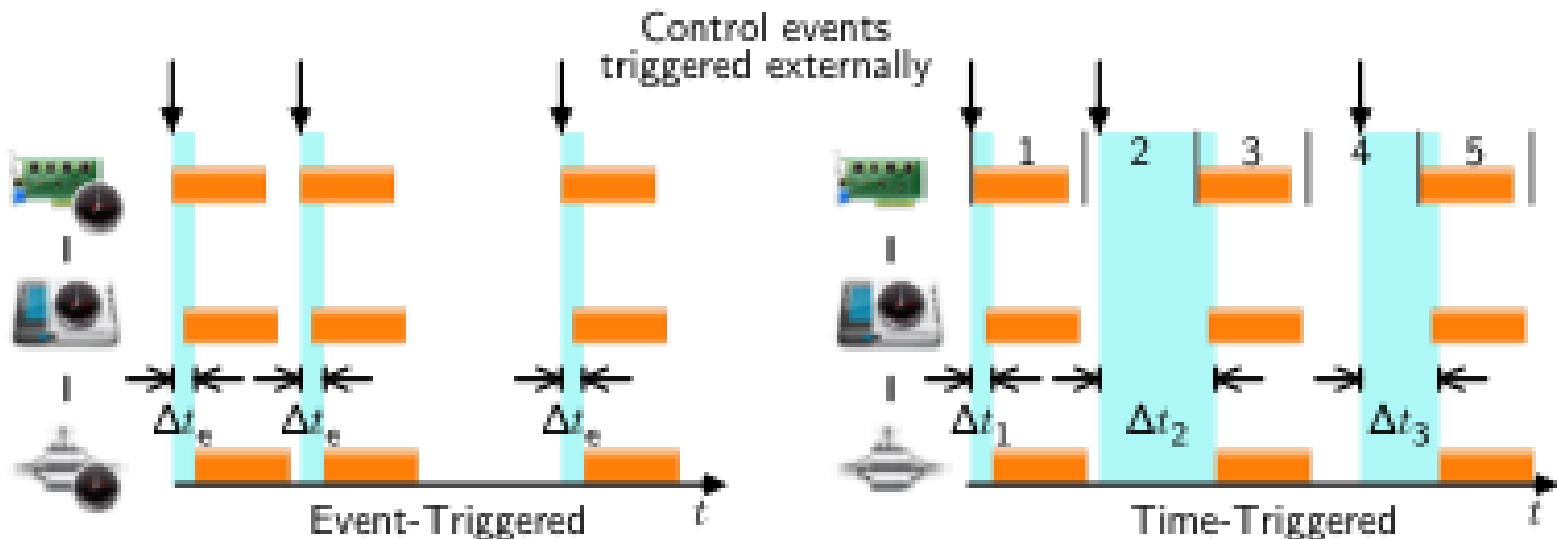 Control events
triggered externally
1 2 3 4 5
Δtₑ Δtₑ Δtₑ Δt₁ Δt₂ Δt₃
t t
Event-Triggered Time-Triggered